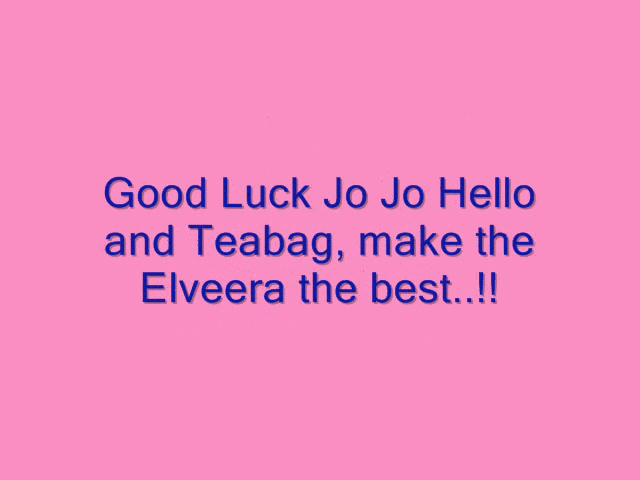 Good Luck Jo Jo Hello
and Teabag, make the
Elveera the best..!!